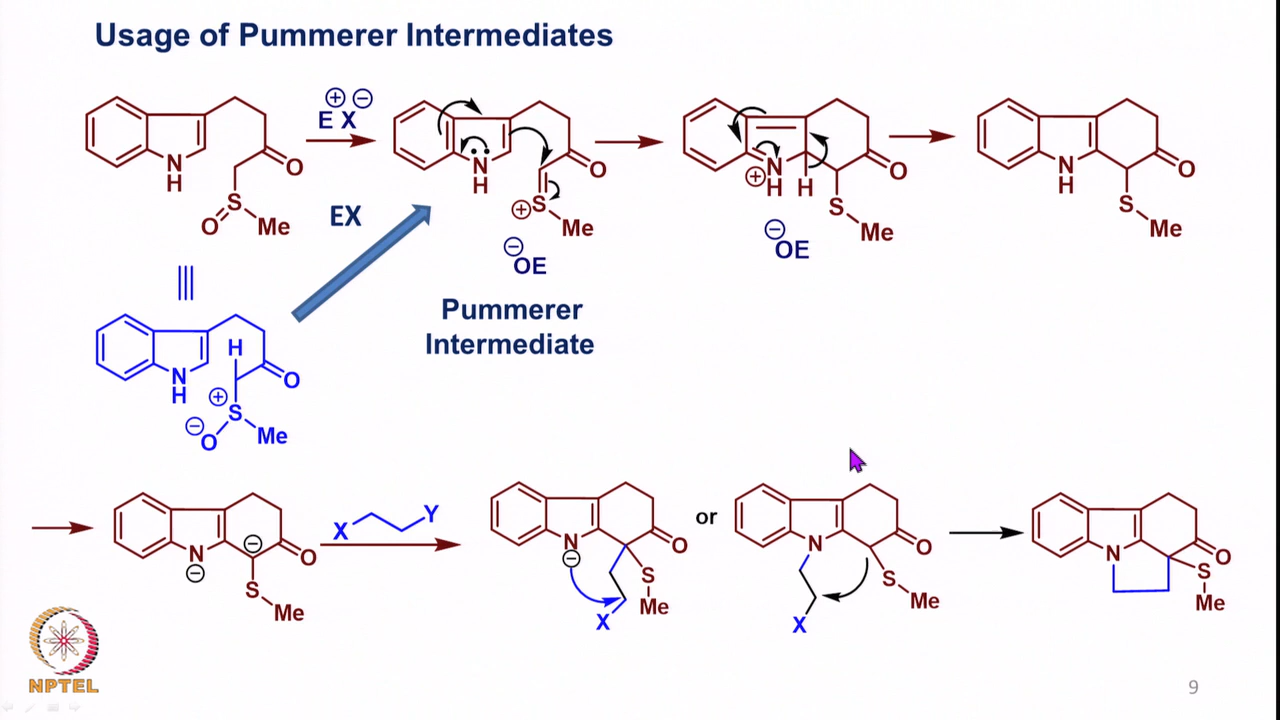 Usage of Pummerer Intermediates
⊕ ⊖
E X
N
H
O
S
O
Me
EX
N
H
O
⊕ S
Me
⊖
OE
Pummerer
Intermediate
N
⊕ H H
O
S
Me
⊖
OE
N
H
O
S
Me
H
N
H
O
⊕
S
⊖
O
Me
N
⊖
⊖
O
S
Me
X
Y
N
⊖
O
S
Me
X
or
N
O
S
Me
X
N
O
S
Me
NPTEL
9